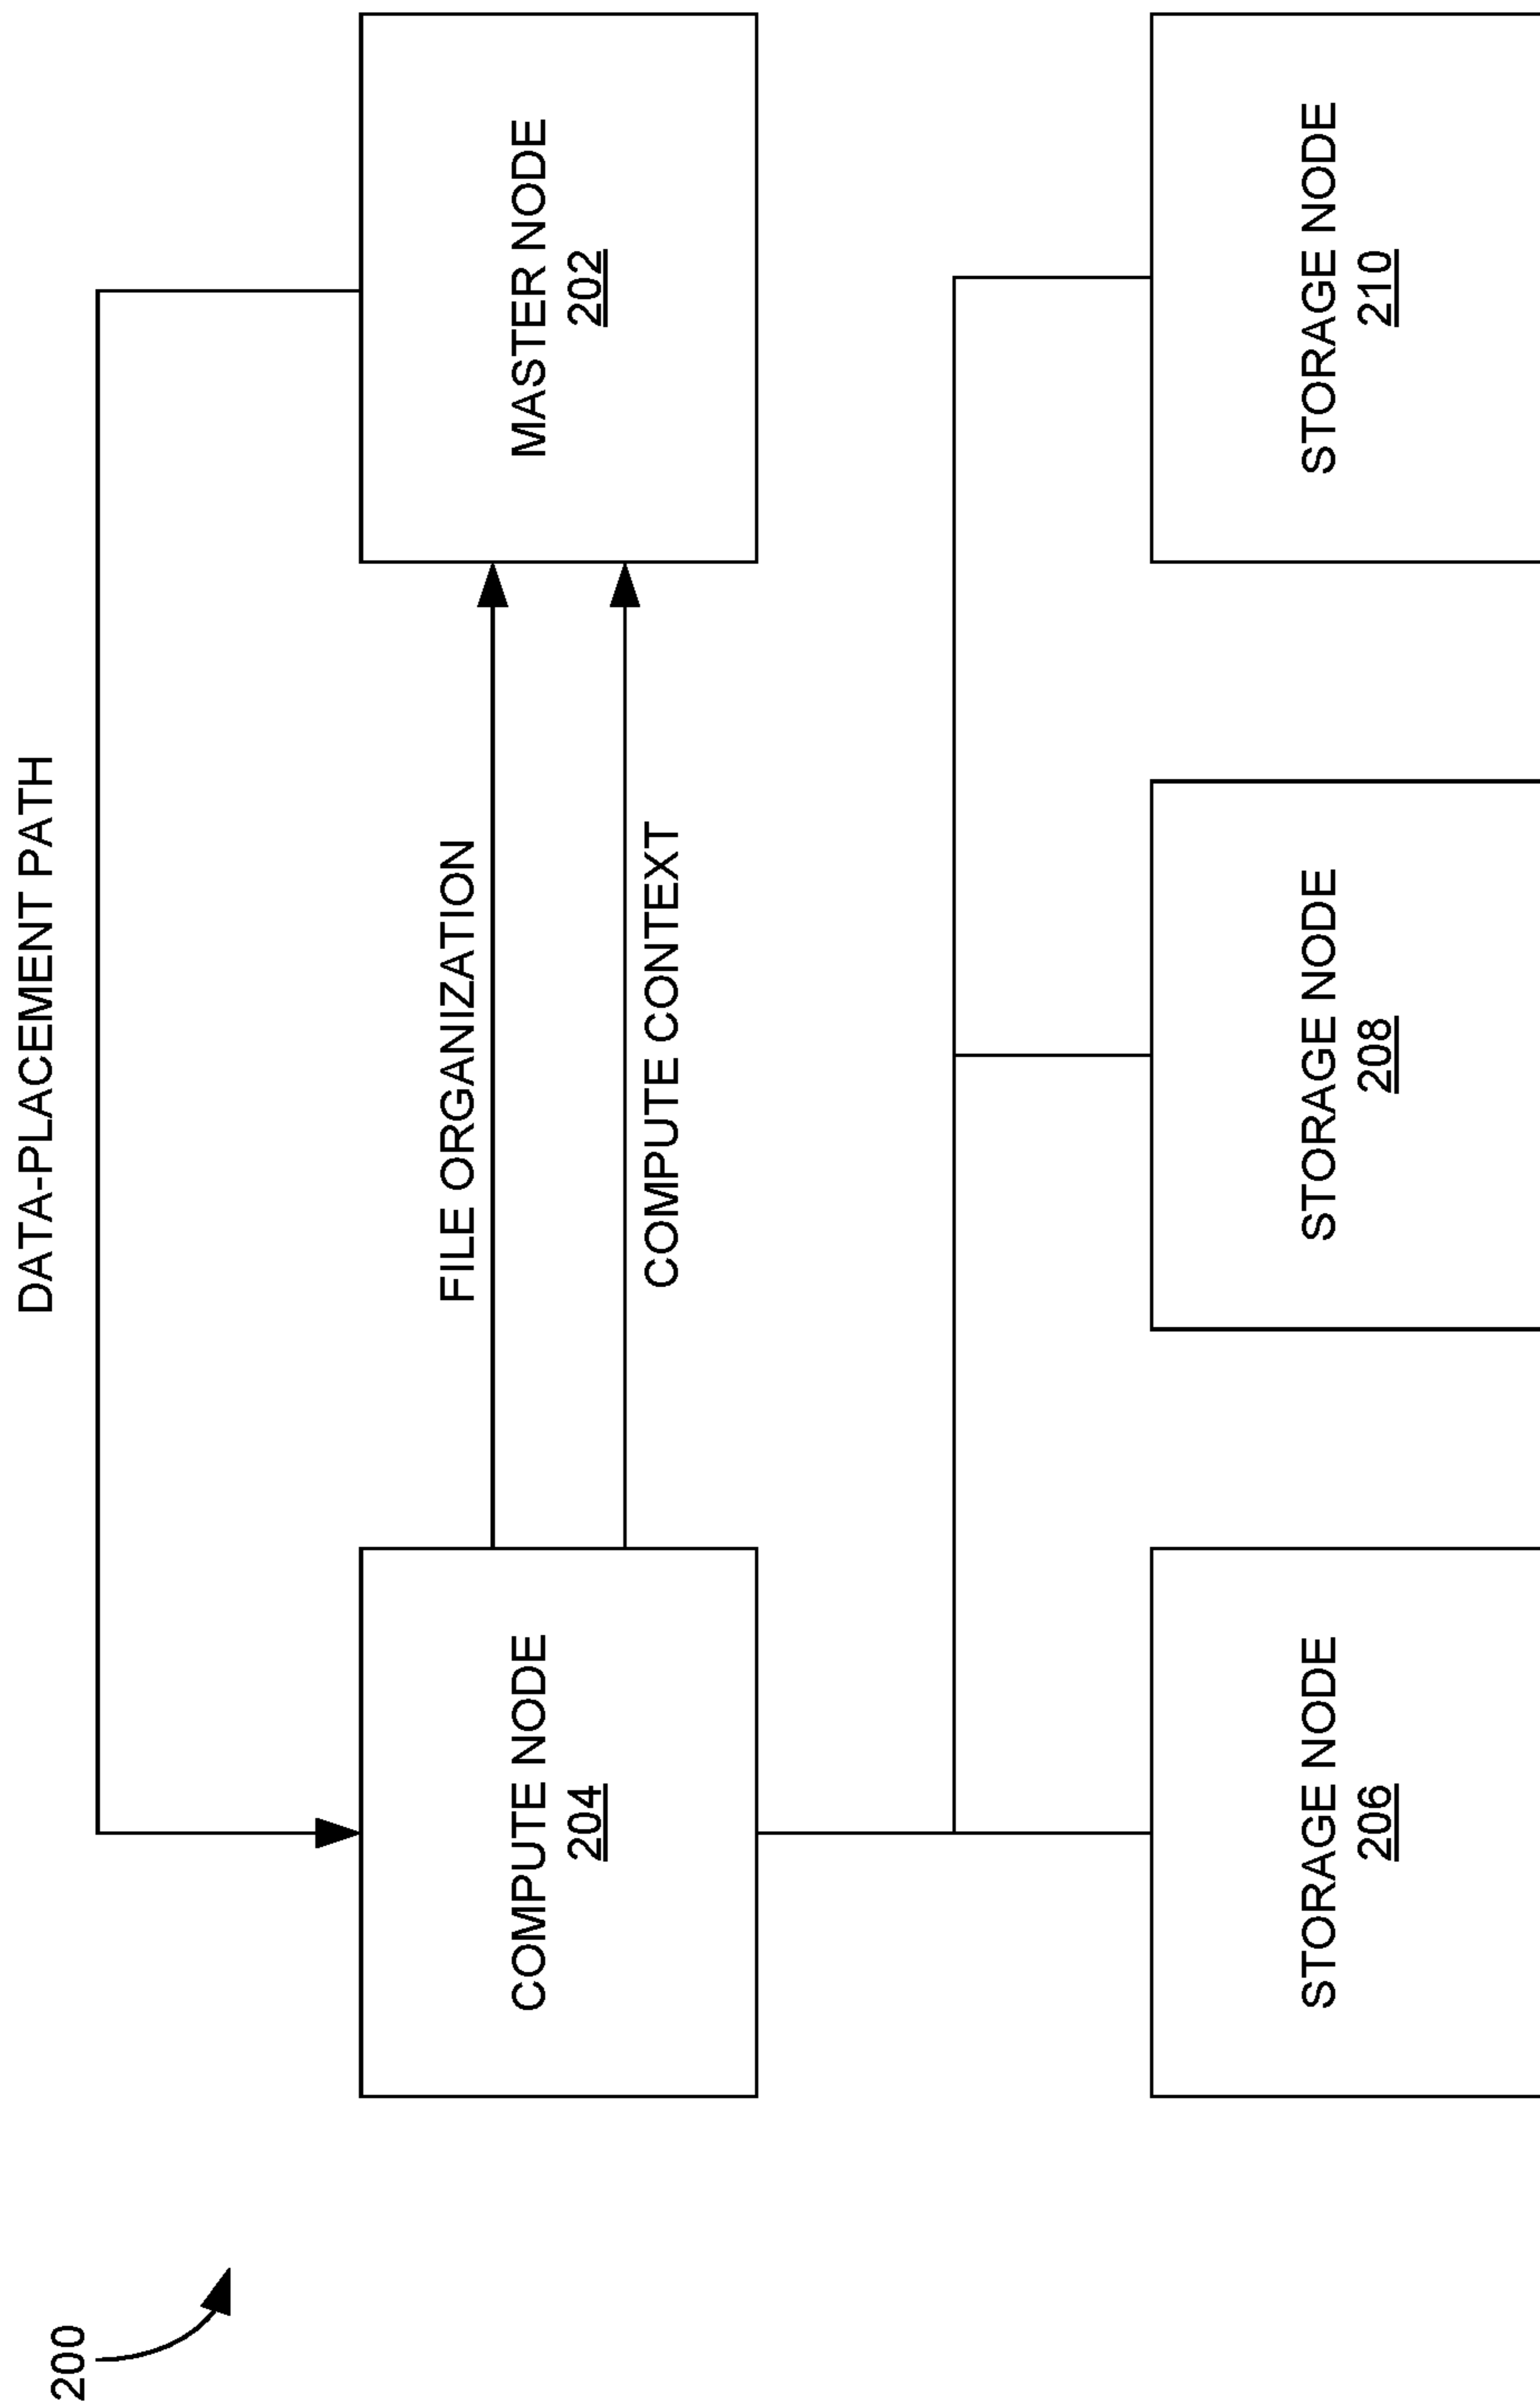 200
DATA-PLACEMENT PATH
COMPUTE NODE
204
FILE ORGANIZATION
COMPUTE CONTEXT
MASTER NODE
202
STORAGE NODE
206
STORAGE NODE
208
STORAGE NODE
210